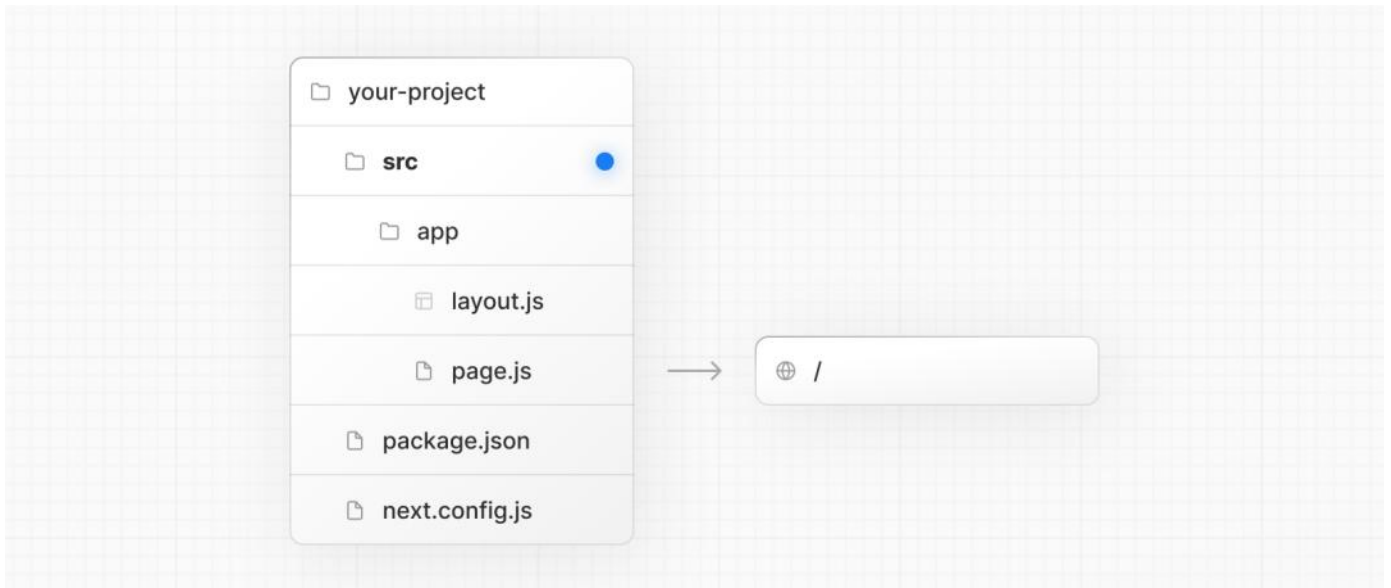 your-project
src
app
layout.js
page.js
/
package.json
next.config.js